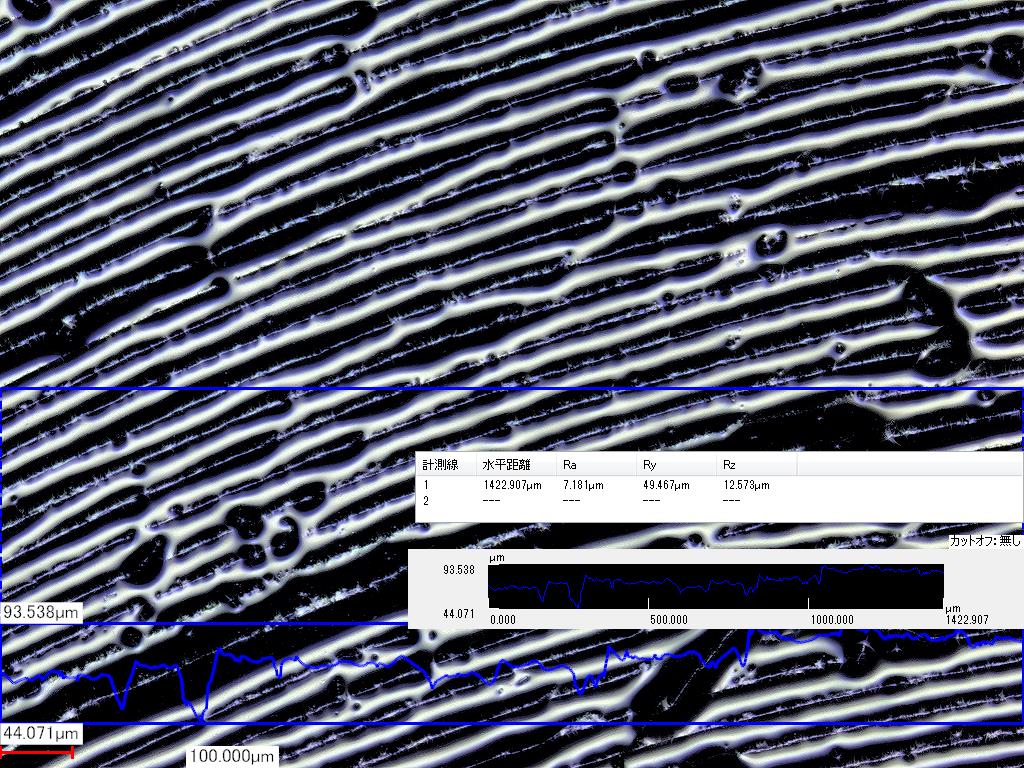 計測線 水平距離 Ra Ry Rz
1 1422.907μm 7.181μm 49.467μm 12.573μm
2 --- --- --- ---
カットオフ: 無し
μm
93.538
44.071
0.000 500.000 1000.000 1422.907
μm
93.538μm
44.071μm
100.000μm